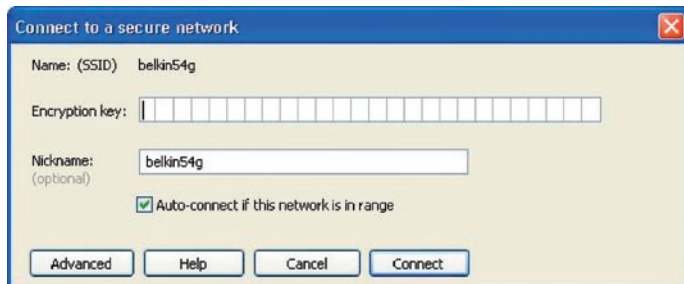 Connect to a secure network
Name: (SSID) belkin54g
Encryption key:
Nickname: belkin54g
(optional)
Auto-connect if this network is in range
Advanced Help Cancel Connect